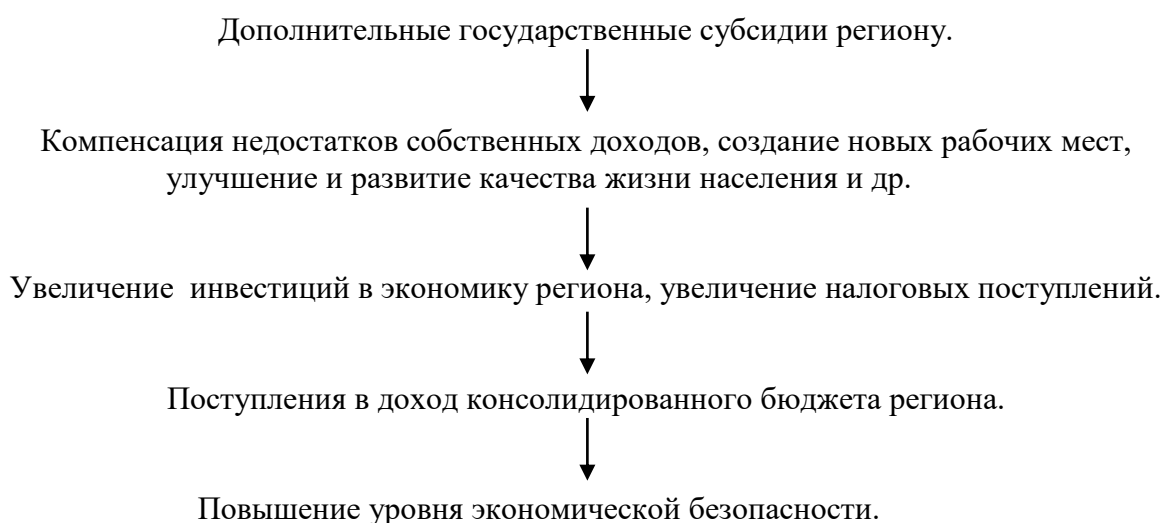 Дополнительные государственные субсидии региону.
Компенсация недостатков собственных доходов, создание новых рабочих мест,
улучшение и развитие качества жизни населения и др.
Увеличение инвестиций в экономику региона, увеличение налоговых поступлений.
Поступления в доход консолидированного бюджета региона.
Повышение уровня экономической безопасности.